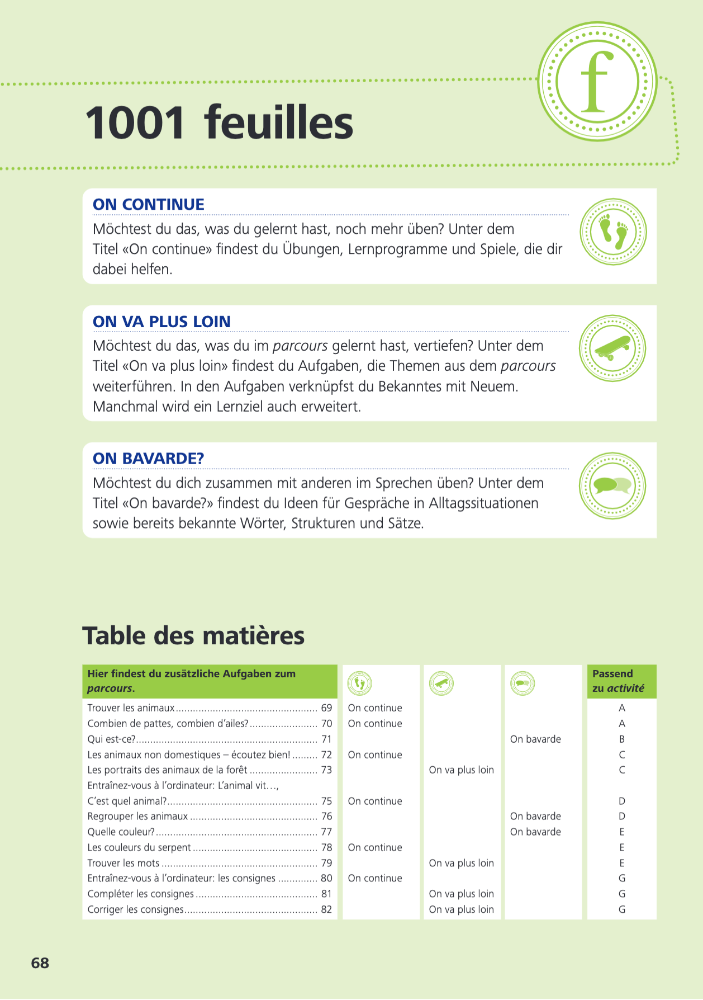 f
1001 feuilles
ON CONTINUE
Möchtest du das, was du gelernt hast, noch mehr üben? Unter dem
Titel «On continue» findest du Übungen, Lernprogramme und Spiele, die dir
dabei helfen.
ON VA PLUS LOIN
Möchtest du das, was du im parcours gelernt hast, vertiefen? Unter dem
Titel «On va plus loin» findest du Aufgaben, die Themen aus dem parcours
weiterführen. In den Aufgaben verknüpfst du Bekanntes mit Neuem.
Manchmal wird ein Lernziel auch erweitert.
ON BAVARDE?
Möchtest du dich zusammen mit anderen im Sprechen üben? Unter dem
Titel «On bavarde?» findest du Ideen für Gespräche in Alltagssituationen
sowie bereits bekannte Wörter, Strukturen und Sätze.
Table des matières
Hier findest du zusätzliche Aufgaben zum
parcours.
Passend
zu activité
Trouver les animaux.................................................. 69 On continue A
Combien de pattes, combien d'ailes?........................ 70 On continue A
Qui est-ce?................................................................ 71 On bavarde B
Les animaux non domestiques – écoutez bien!......... 72 On continue C
Les portraits des animaux de la forêt ........................ 73 On va plus loin C
Entraînez-vous à l'ordinateur: L'animal vit…,
C'est quel animal?..................................................... 75 On continue D
Regrouper les animaux ............................................. 76 On bavarde D
Quelle couleur?......................................................... 77 On bavarde E
Les couleurs du serpent ............................................ 78 On continue E
Trouver les mots ....................................................... 79 On va plus loin E
Entraînez-vous à l'ordinateur: les consignes .............. 80 On continue G
Compléter les consignes ........................................... 81 On va plus loin G
Corriger les consignes............................................... 82 On va plus loin G
68